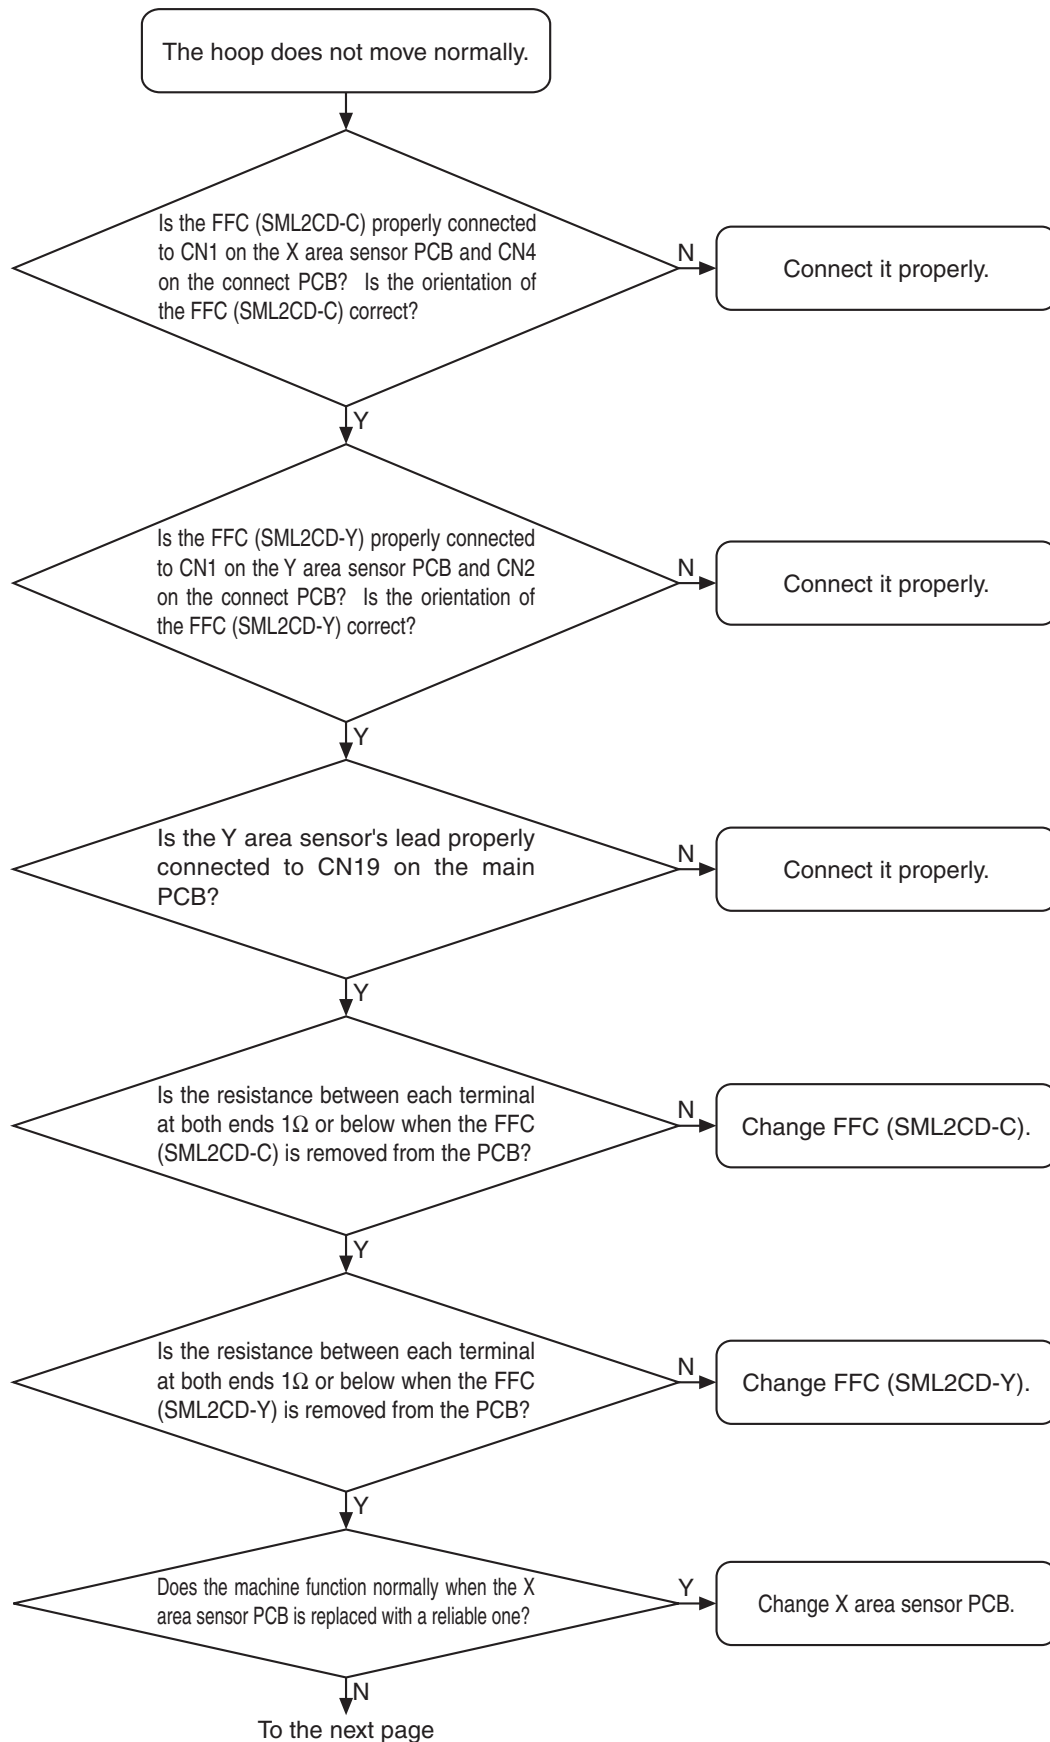 The hoop does not move normally.
Is the FFC (SML2CD-C) properly connected
to CN1 on the X area sensor PCB and CN4
on the connect PCB? Is the orientation of
the FFC (SML2CD-C) correct?
N
Connect it properly.
Y
Is the FFC (SML2CD-Y) properly connected
to CN1 on the Y area sensor PCB and CN2
on the connect PCB? Is the orientation of
the FFC (SML2CD-Y) correct?
N
Connect it properly.
Y
Is the Y area sensor's lead properly
connected to CN19 on the main
PCB?
N
Connect it properly.
Y
Is the resistance between each terminal
at both ends 1Ω or below when the FFC
(SML2CD-C) is removed from the PCB?
N
Change FFC (SML2CD-C).
Y
Is the resistance between each terminal
at both ends 1Ω or below when the FFC
(SML2CD-Y) is removed from the PCB?
N
Change FFC (SML2CD-Y).
Y
Does the machine function normally when the X
area sensor PCB is replaced with a reliable one?
Y
Change X area sensor PCB.
N
To the next page